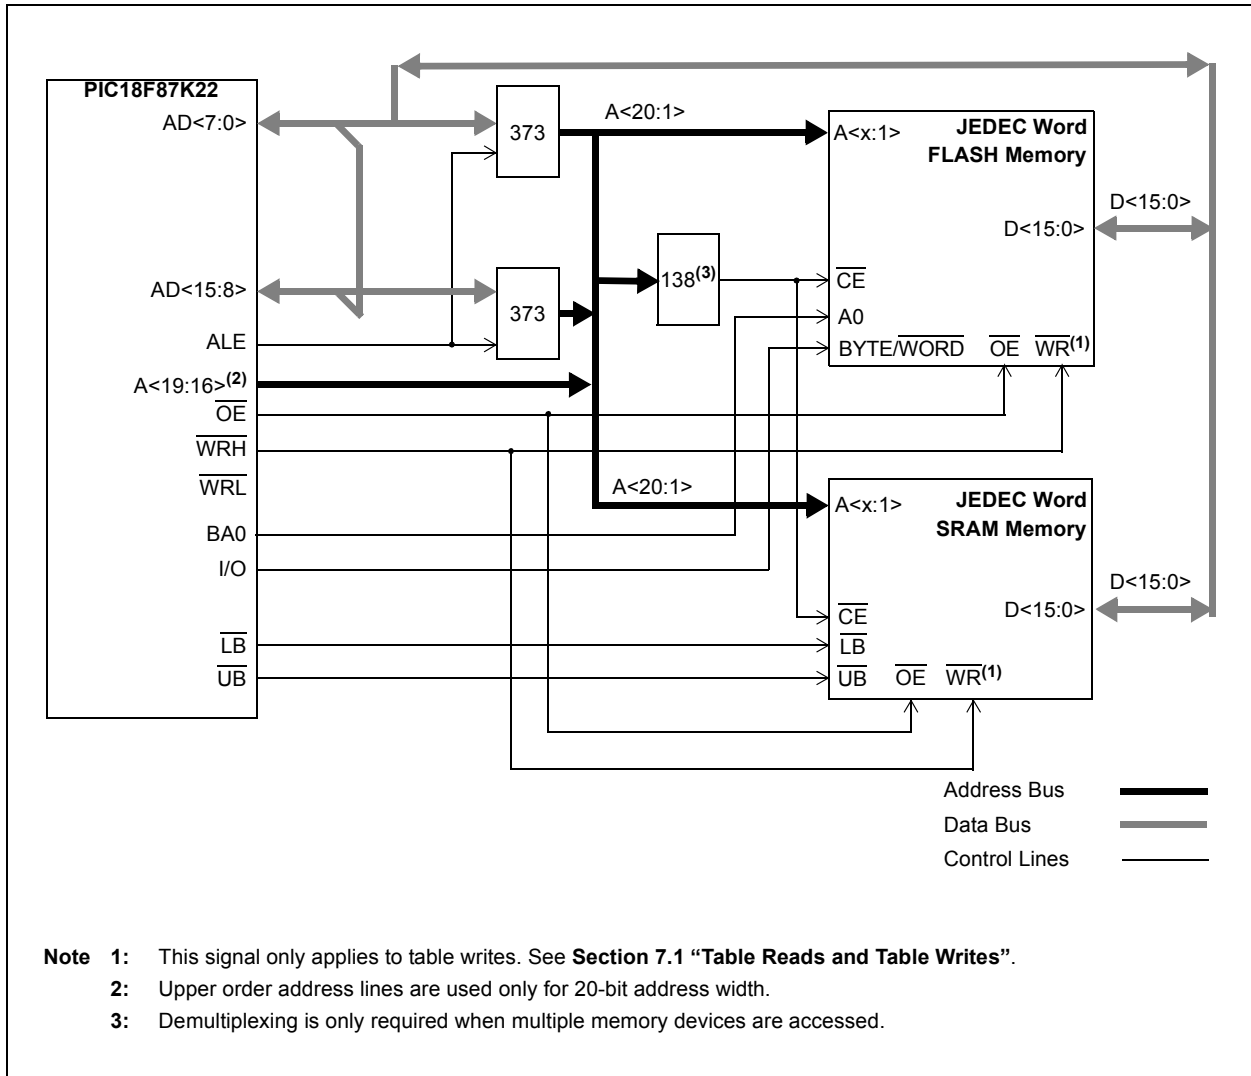 PIC18F87K22
AD<7:0>
AD<15:8>
ALE
A<19:16>(2)
OE
WRH
WRL
BA0
I/O
LB
UB
373
373
138(3)
A<20:1>
A<x:1>
JEDEC Word
FLASH Memory
D<15:0>
D<15:0>
CE
A0
BYTE/WORD
OE
WR(1)
A<20:1>
A<x:1>
JEDEC Word
SRAM Memory
D<15:0>
D<15:0>
CE
LB
UB
OE
WR(1)
Address Bus
Data Bus
Control Lines
Note 1: This signal only applies to table writes. See Section 7.1 “Table Reads and Table Writes”.
2: Upper order address lines are used only for 20-bit address width.
3: Demultiplexing is only required when multiple memory devices are accessed.